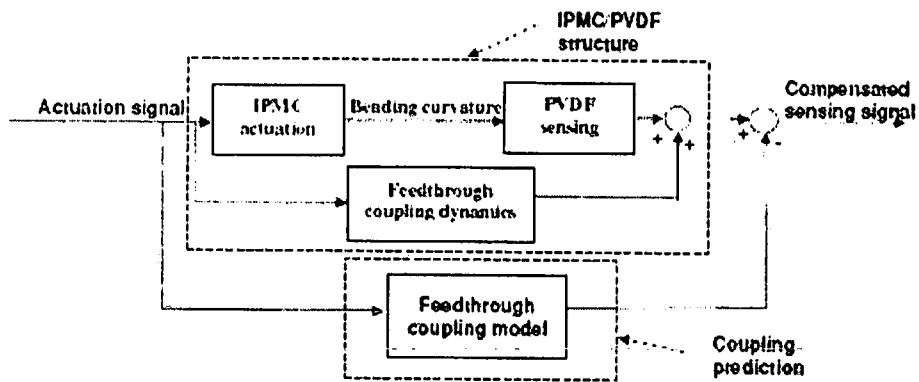 IPMC/PVDF
structure
Actuation signal
IPMC
actuation
Bending curvature
PVDF
sensing
Compensated
sensing signal
+
+
+
-
Feedthrough
coupling dynamics
Feedthrough
coupling model
Coupling
prediction